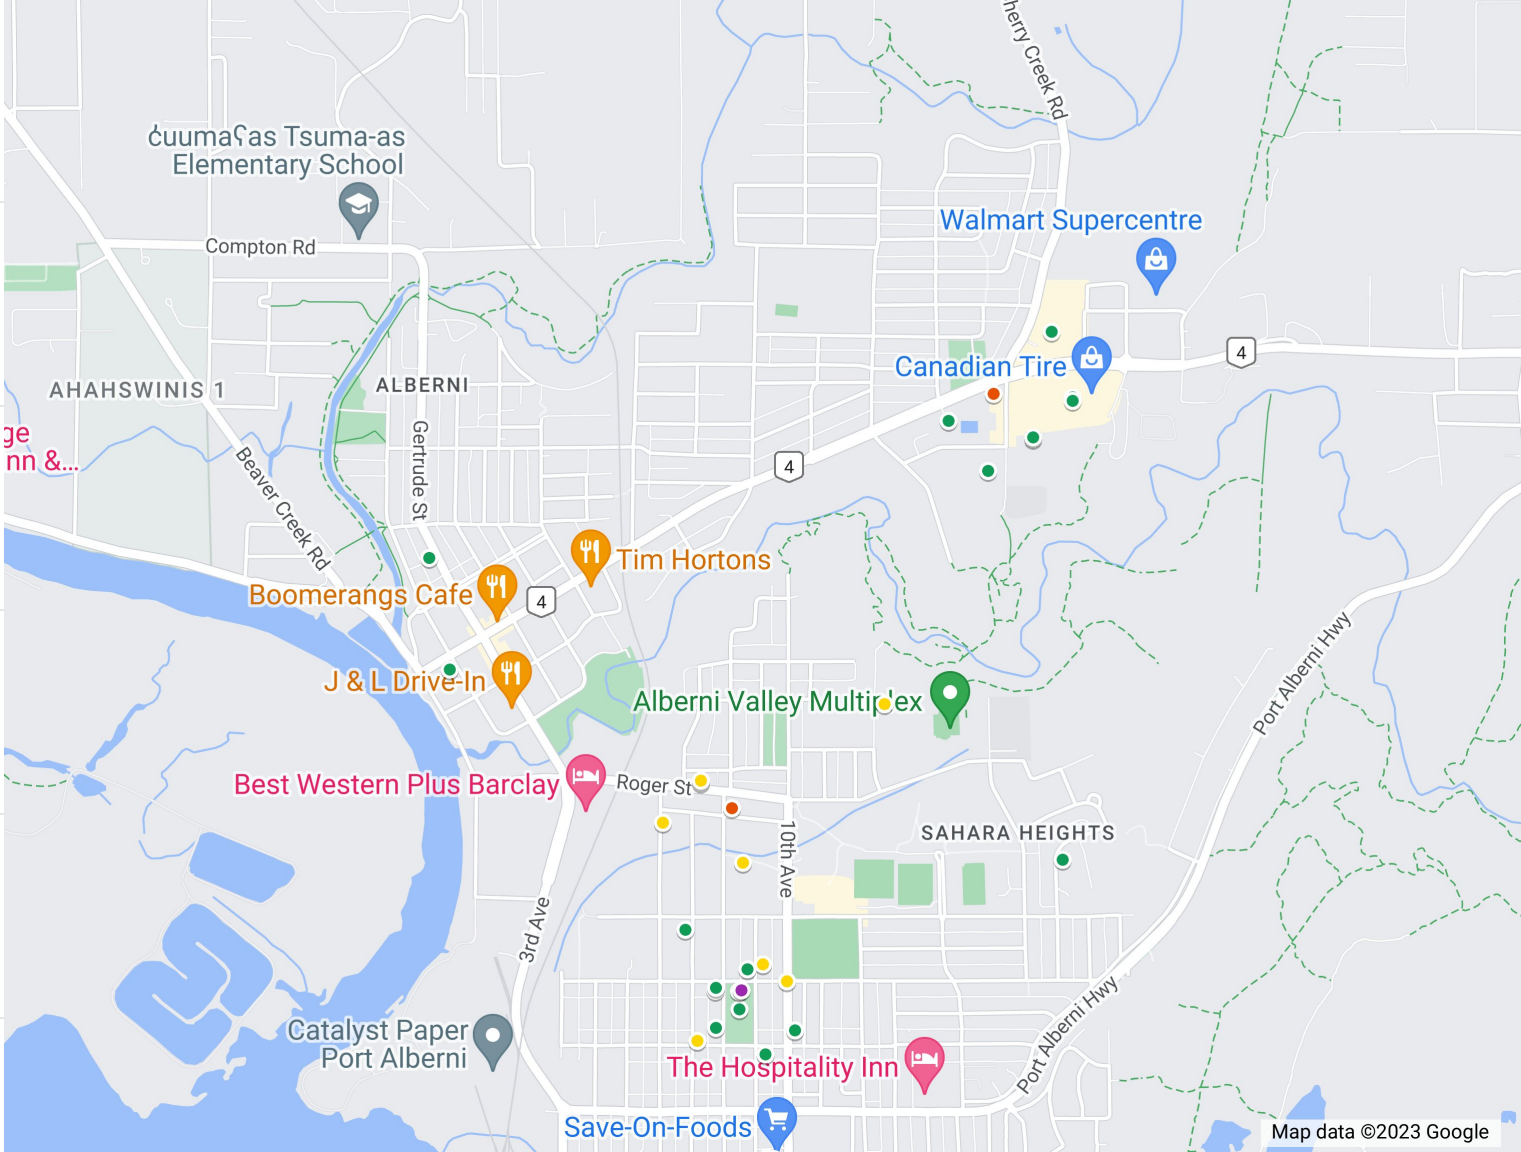 herry Creek Rd
c̓uumaʕas Tsuma-as
Elementary School
Walmart Supercentre
Compton Rd
4
Canadian Tire
ALBERNI
AHAHSWINIS 1
Gertrude St
ge
nn &...
4
Beaver Creek Rd
Tim Hortons
Boomerangs Cafe
4
Port Alberni Hwy
J & L Drive-In
Alberni Valley Multiplex
Best Western Plus Barclay
Roger St
SAHARA HEIGHTS
10th Ave
3rd Ave
Port Alberni Hwy
Catalyst Paper
Port Alberni
The Hospitality Inn
Save-On-Foods
Map data ©2023 Google